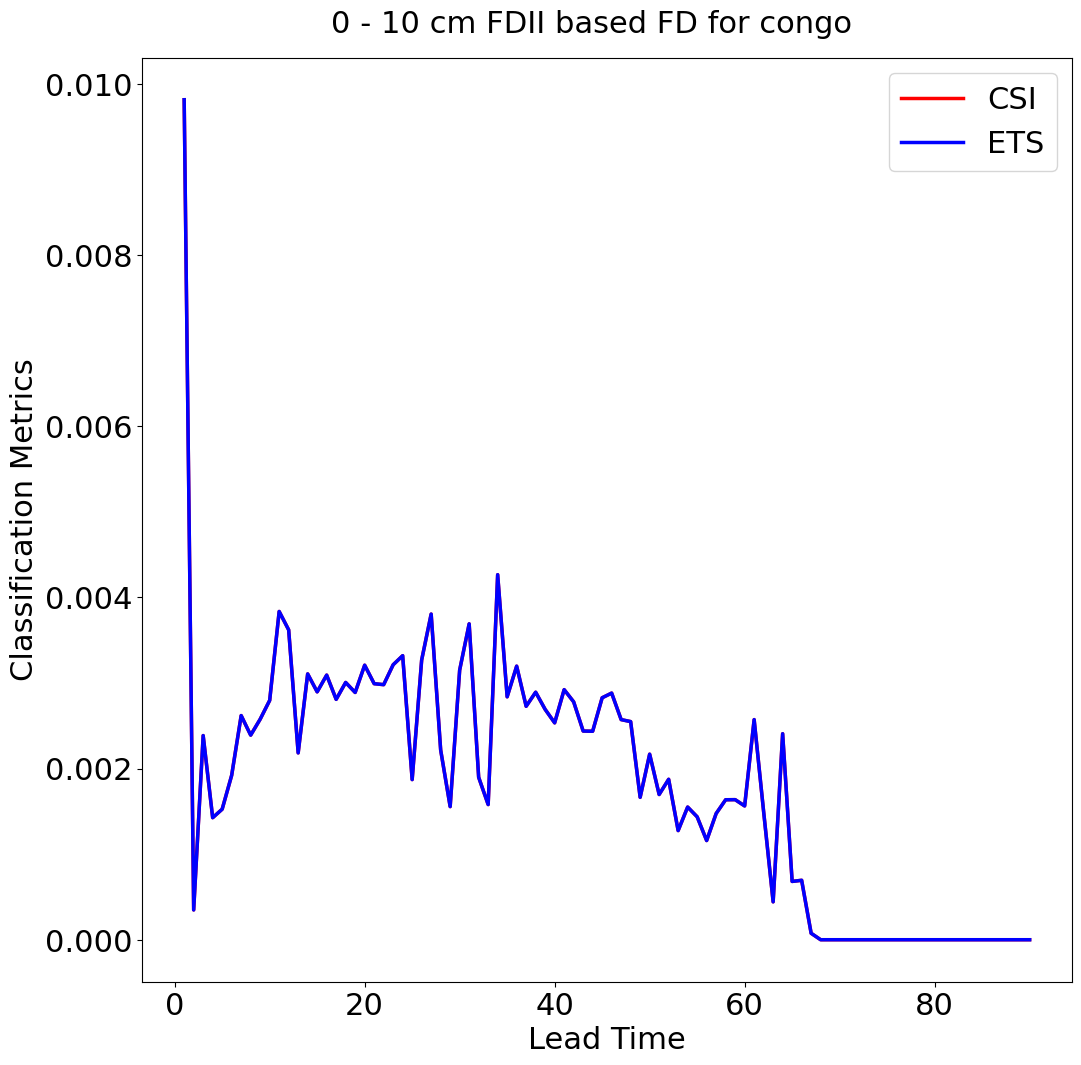 0 - 10 cm FDII based FD for congo
CSI
ETS
Classification Metrics
0.010
0.008
0.006
0.004
0.002
0.000
0 20 40 60 80
Lead Time